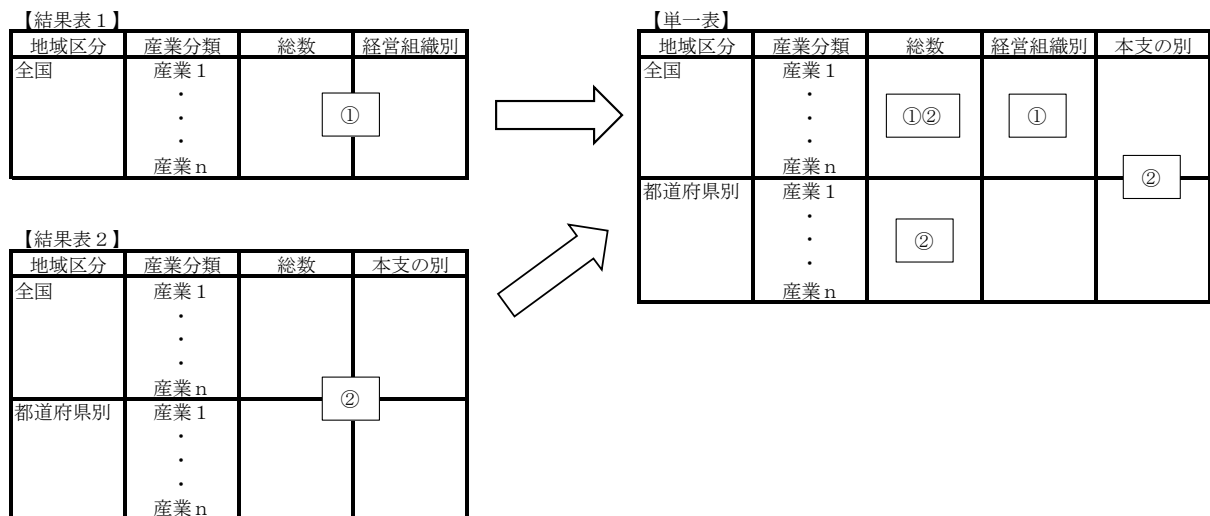 【結果表1】
地域区分 産業分類 総数 経営組織別
全国 産業1
・
・ ①
・
産業n
【結果表2】
地域区分 産業分類 総数 本支の別
全国 産業1
・
・
・
産業n
②
都道府県別 産業1
・
・
・
産業n
【単一表】
地域区分 産業分類 総数 経営組織別 本支の別
全国 産業1
・
・ ①② ①
・
産業n
②
都道府県別 産業1
・
・ ②
・
産業n